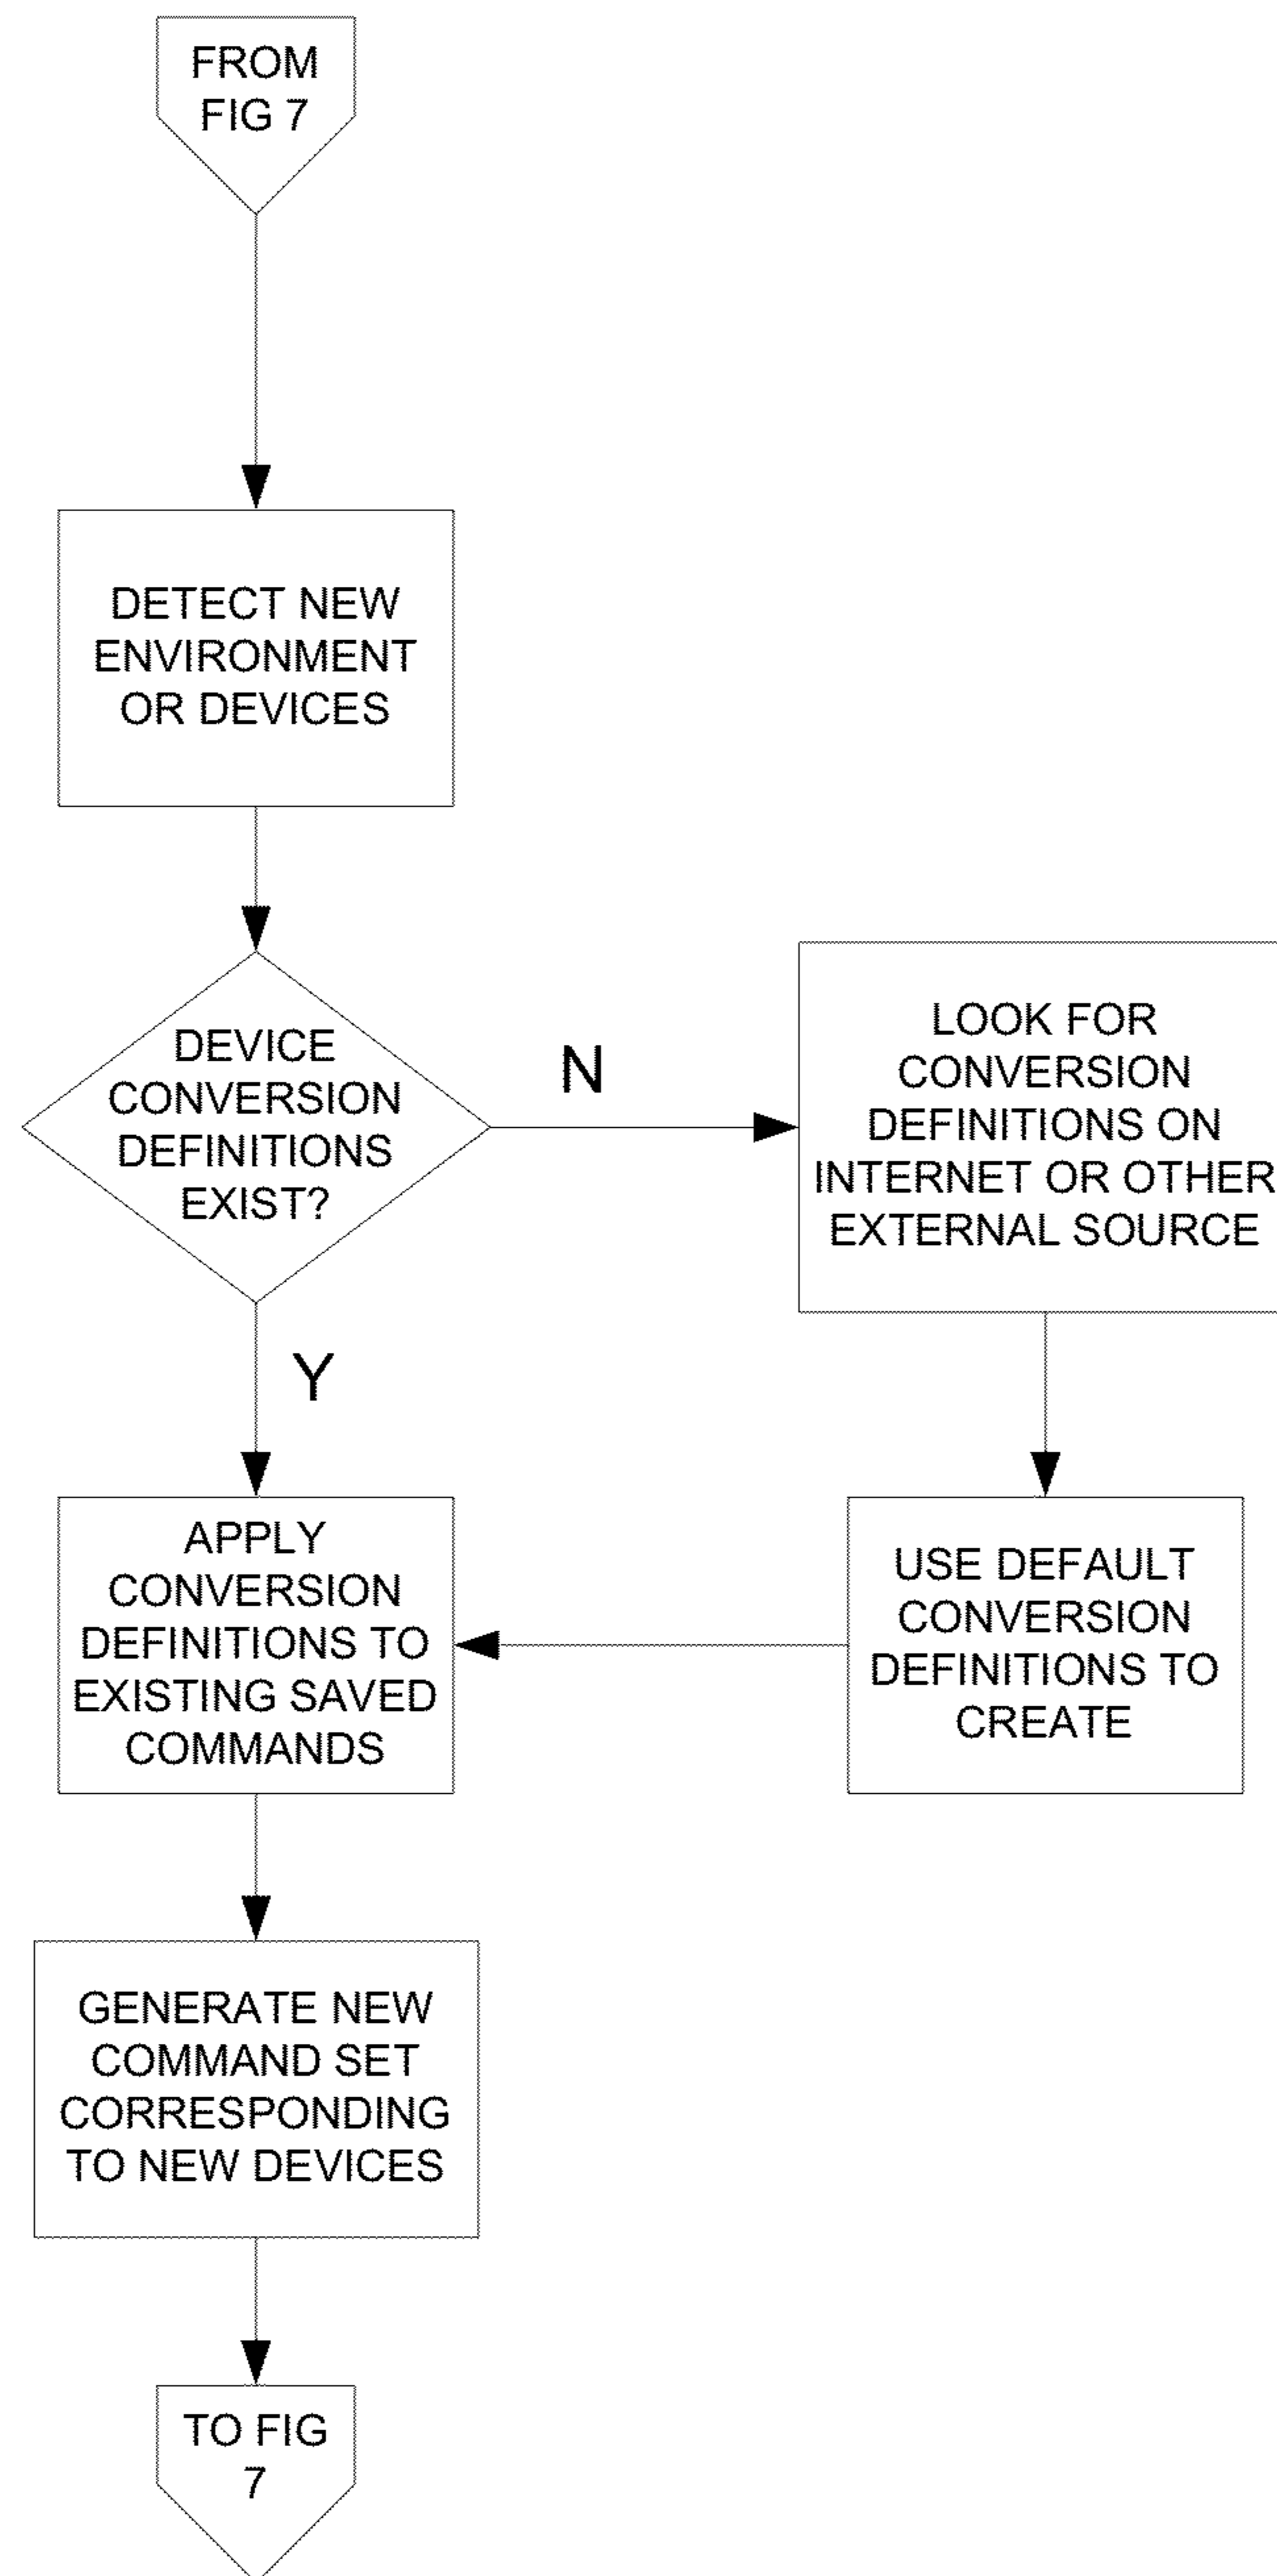 FROM
FIG 7
DETECT NEW
ENVIRONMENT
OR DEVICES
DEVICE
CONVERSION
DEFINITIONS
EXIST?
N
LOOK FOR
CONVERSION
DEFINITIONS ON
INTERNET OR OTHER
EXTERNAL SOURCE
Y
APPLY
CONVERSION
DEFINITIONS TO
EXISTING SAVED
COMMANDS
USE DEFAULT
CONVERSION
DEFINITIONS TO
CREATE
GENERATE NEW
COMMAND SET
CORRESPONDING
TO NEW DEVICES
TO FIG
7